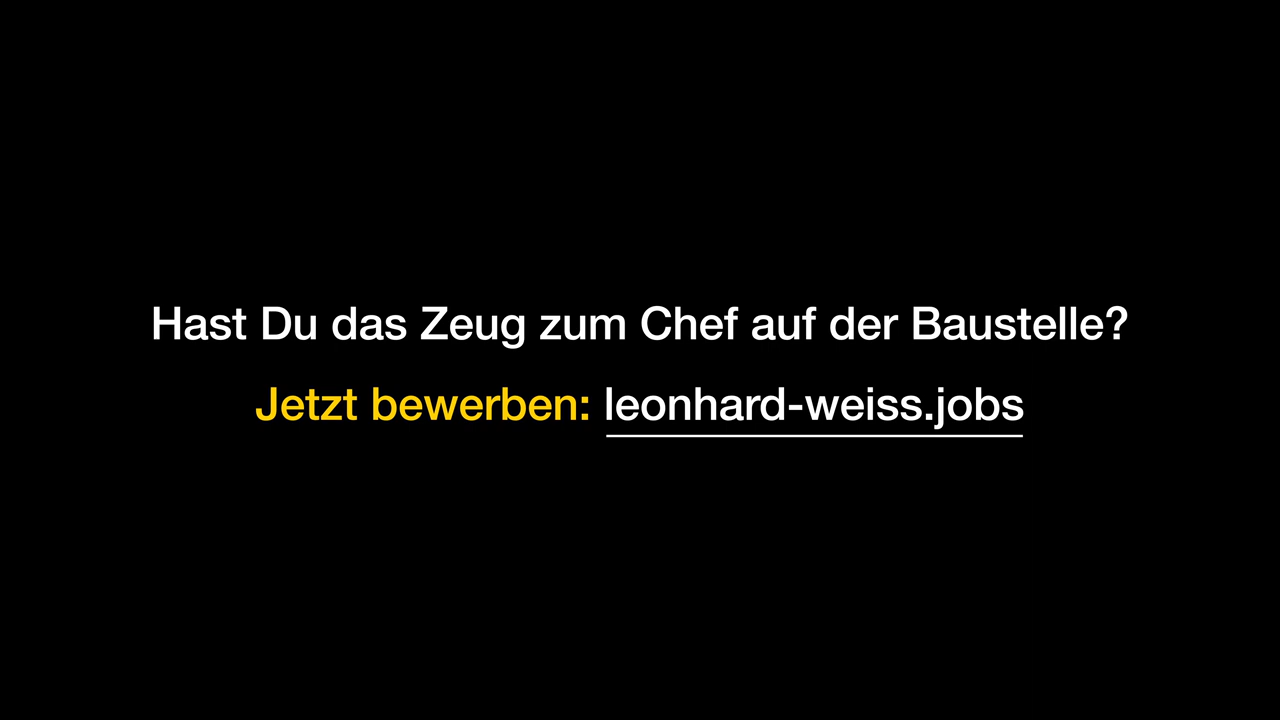 Hast Du das Zeug zum Chef auf der Baustelle?
Jetzt bewerben: leonhard-weiss.jobs